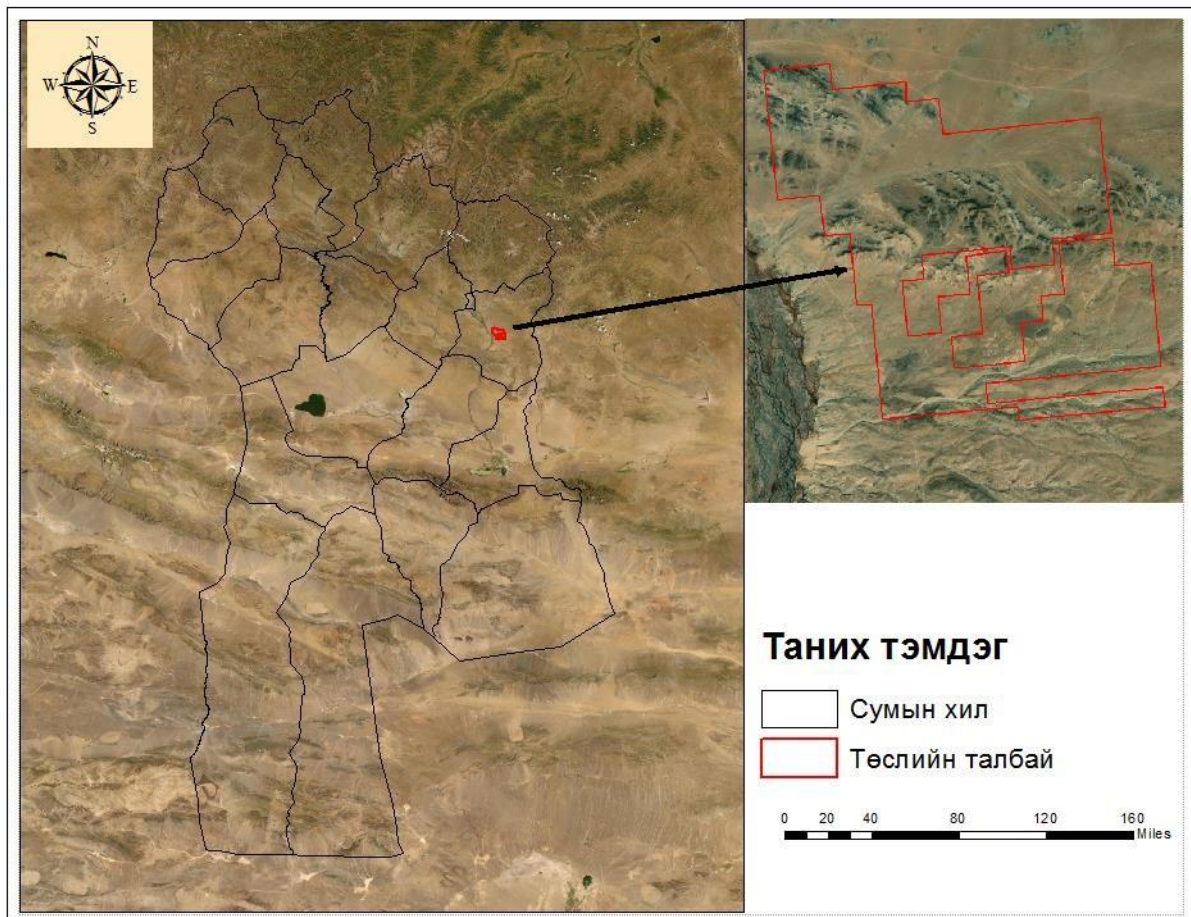 N
W E
S
Таних тэмдэг
Сумын хил
Төслийн талбай
0 20 40 80 120 160
Miles